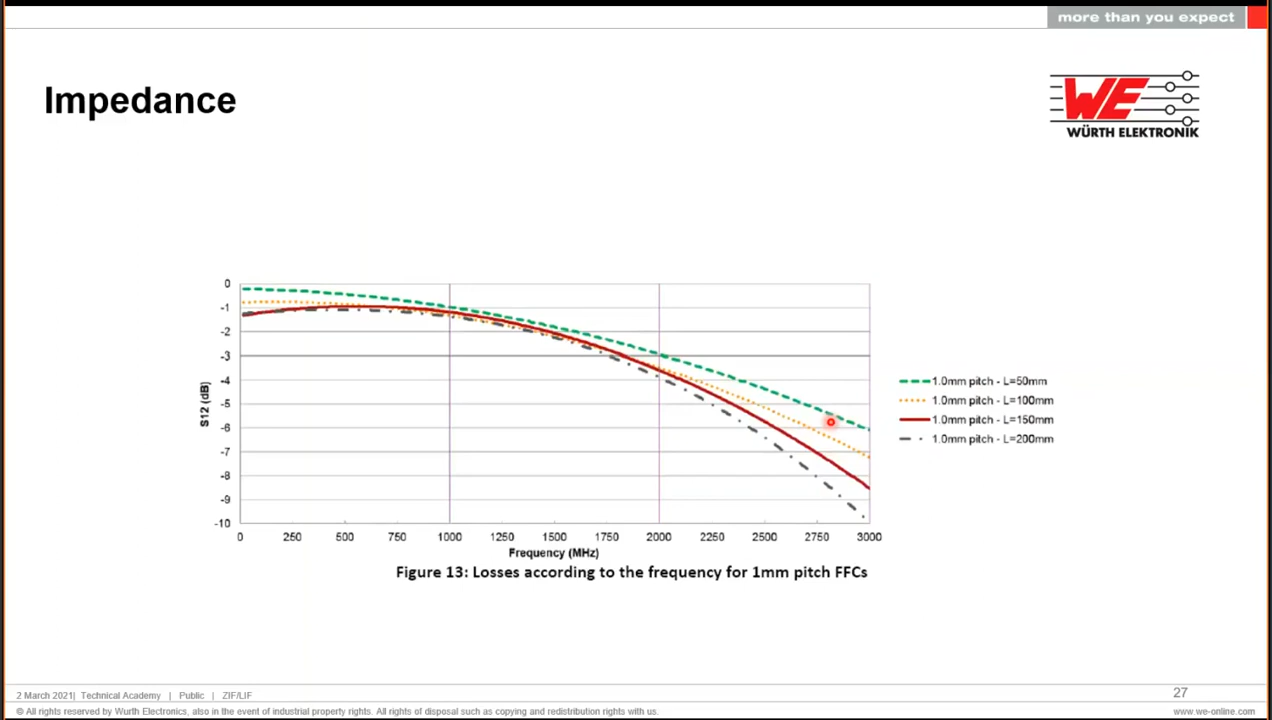 more than you expect
Impedance
WE
WÜRTH ELEKTRONIK
0
-1
-2
-3
-4
-5
-6
-7
-8
-9
-10
S12 (dB)
0 250 500 750 1000 1250 1500 1750 2000 2250 2500 2750 3000
Frequency (MHz)
1.0mm pitch - L=50mm
1.0mm pitch - L=100mm
1.0mm pitch - L=150mm
1.0mm pitch - L=200mm
Figure 13: Losses according to the frequency for 1mm pitch FFCs
2 March 2021| Technical Academy | Public | ZIF/LIF
27
© All rights reserved by Wurth Electronics, also in the event of industrial property rights. All rights of disposal such as copying and redistribution rights with us.
www.we-online.com